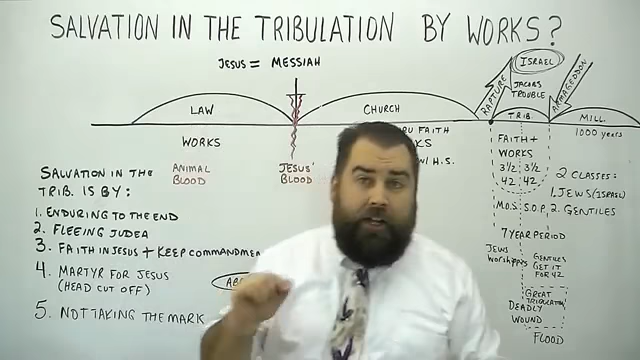 SALVATION IN THE TRIBULATION BY WORKS?
JESUS = MESSIAH
ISRAEL
JACOBS
TROUBLE
RAPTURE
ARMAGEDDON
LAW
CHURCH
TRIB.
MILL.
1000 years
WORKS
ANIMAL
BLOOD
JESUS'
BLOOD
FAITH
W/ H.S.
FAITH +
WORKS
3½ 3½
42 42
M.O.S. S.O.P.
7 YEAR PERIOD
JEWS
GENTILES
GET IT
FOR 42
GREAT
TRIBULATION
DEADLY
WOUND
FLOOD
2 CLASSES:
1. JEWS (ISRAEL)
2. GENTILES
SALVATION IN THE
TRIB. IS BY:
1. ENDURING TO THE END
2. FLEEING JUDEA
3. FAITH IN JESUS + KEEP COMMANDME
4. MARTYR FOR JESUS
(HEAD CUT OFF)
5. NOT TAKING THE MARK